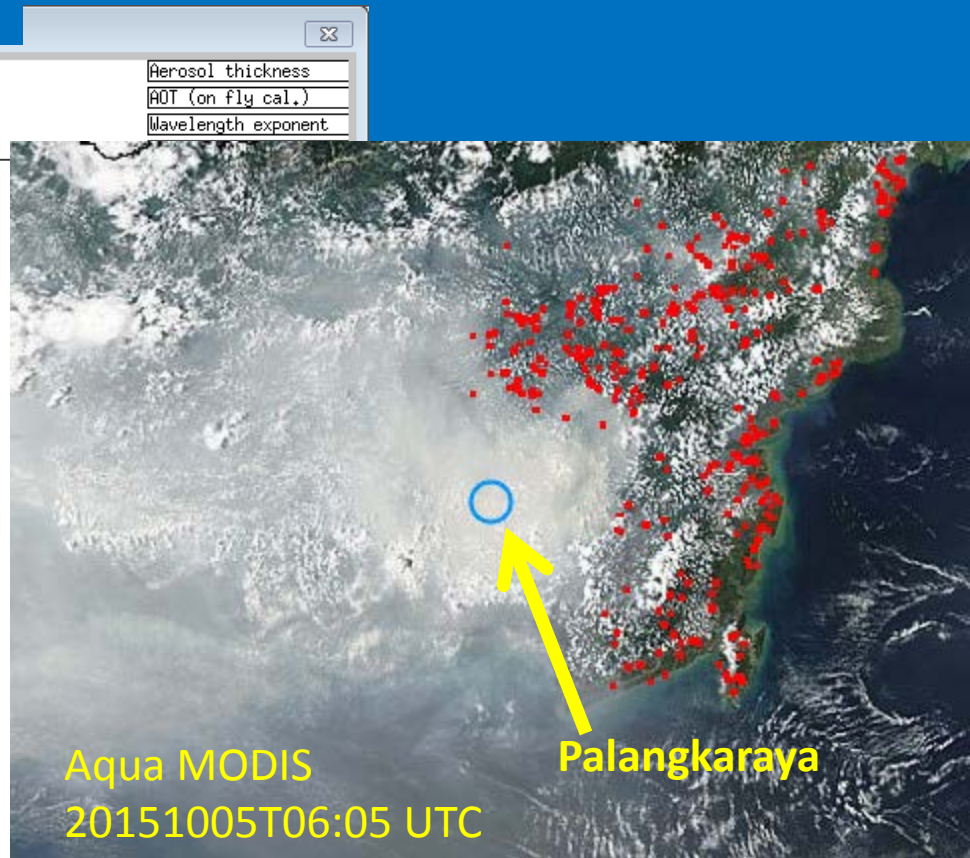 Aerosol thickness
AOT (on fly cal.)
Wavelength exponent
Palangkaraya
Aqua MODIS
20151005T06:05 UTC